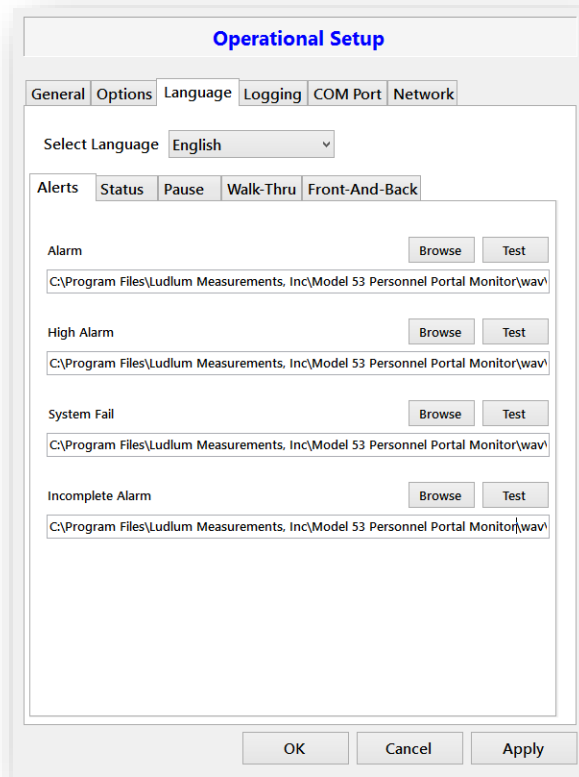 Operational Setup
General Options Language Logging COM Port Network
Select Language English
Alerts Status Pause Walk-Thru Front-And-Back
Alarm Browse Test
C:\Program Files\Ludlum Measurements, Inc\Model 53 Personnel Portal Monitor\wav\
High Alarm Browse Test
C:\Program Files\Ludlum Measurements, Inc\Model 53 Personnel Portal Monitor\wav\
System Fail Browse Test
C:\Program Files\Ludlum Measurements, Inc\Model 53 Personnel Portal Monitor\wav\
Incomplete Alarm Browse Test
C:\Program Files\Ludlum Measurements, Inc\Model 53 Personnel Portal Monitor\wav\
OK Cancel Apply